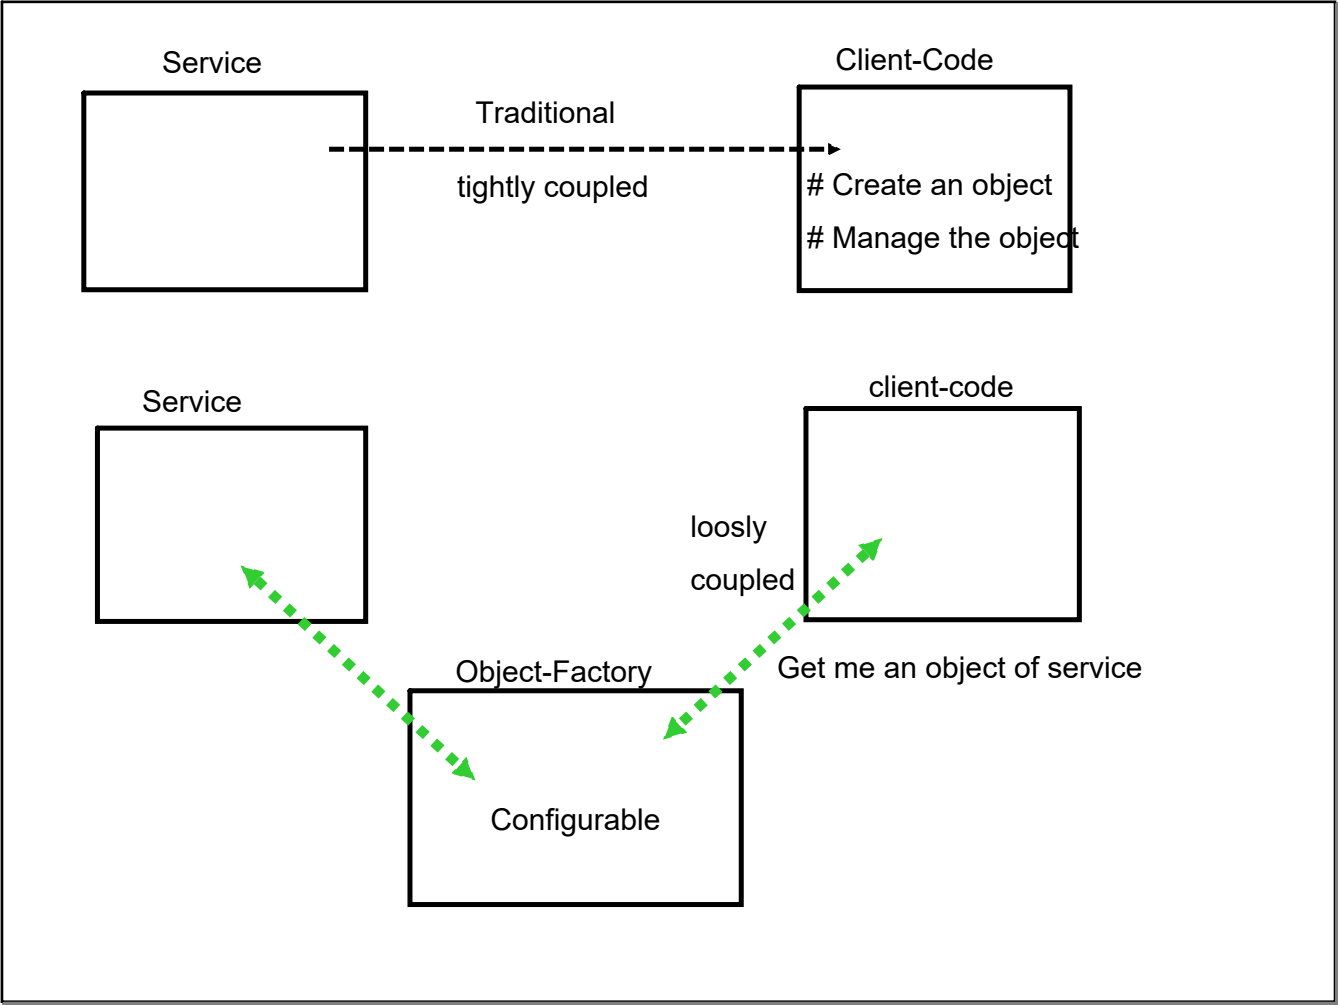 Service
Client-Code
Traditional
tightly coupled
# Create an object
# Manage the object
Service
client-code
loosly
coupled
Get me an object of service
Object-Factory
Configurable